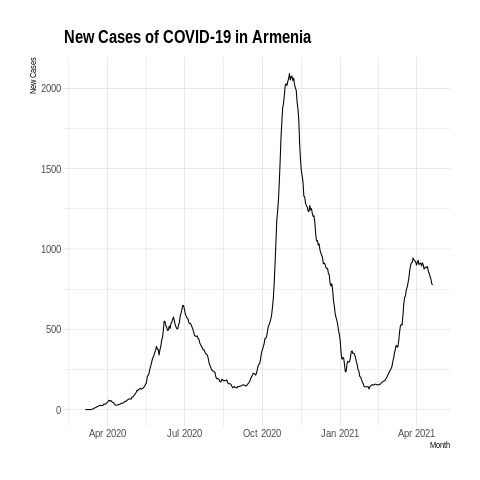 New Cases of COVID-19 in Armenia
New Cases
2000
1500
1000
500
0
Apr 2020 Jul 2020 Oct 2020 Jan 2021 Apr 2021
Month